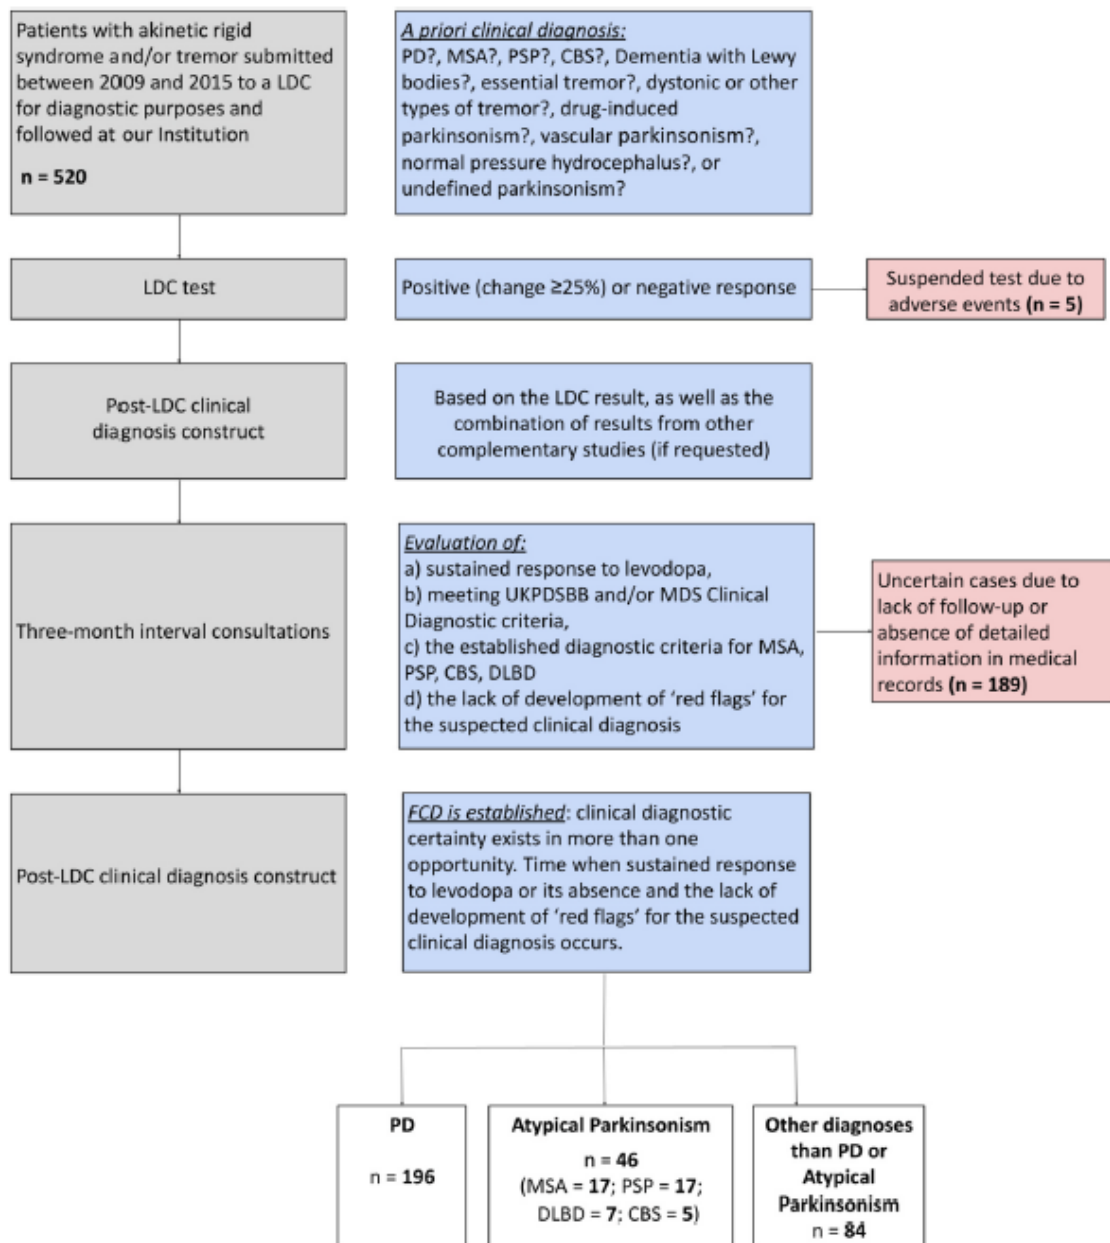 Patients with akinetic rigid
syndrome and/or tremor submitted
between 2009 and 2015 to a LDC
for diagnostic purposes and
followed at our Institution
n = 520
A priori clinical diagnosis:
PD?, MSA?, PSP?, CBS?, Dementia with Lewy
bodies?, essential tremor?, dystonic or other
types of tremor?, drug-induced
parkinsonism?, vascular parkinsonism?,
normal pressure hydrocephalus?, or
undefined parkinsonism?
LDC test
Positive (change ≥25%) or negative response
Suspended test due to
adverse events (n = 5)
Post-LDC clinical
diagnosis construct
Based on the LDC result, as well as the
combination of results from other
complementary studies (if requested)
Three-month interval consultations
Evaluation of:
a) sustained response to levodopa,
b) meeting UKPDSBB and/or MDS Clinical
Diagnostic criteria,
c) the established diagnostic criteria for MSA,
PSP, CBS, DLBD
d) the lack of development of ‘red flags’ for
the suspected clinical diagnosis
Uncertain cases due to
lack of follow-up or
absence of detailed
information in medical
records (n = 189)
Post-LDC clinical diagnosis construct
FCD is established: clinical diagnostic
certainty exists in more than one
opportunity. Time when sustained response
to levodopa or its absence and the lack of
development of ‘red flags’ for the suspected
clinical diagnosis occurs.
PD
n = 196
Atypical Parkinsonism
n = 46
(MSA = 17; PSP = 17;
DLBD = 7; CBS = 5)
Other diagnoses
than PD or
Atypical
Parkinsonism
n = 84